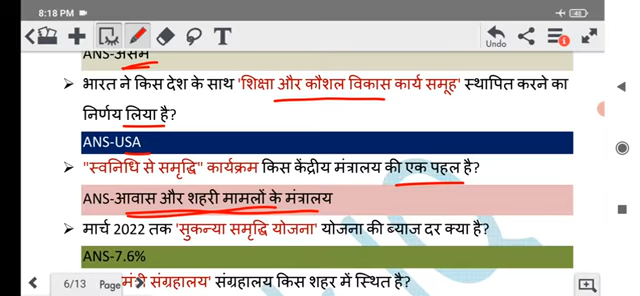 8:18 PM
40
Undo
ANS-असम
➤ भारत ने किस देश के साथ 'शिक्षा और कौशल विकास कार्य समूह' स्थापित करने का
निर्णय लिया है?
ANS-USA
➤ "स्वनिधि से समृद्धि" कार्यक्रम किस केंद्रीय मंत्रालय की एक पहल है?
ANS-आवास और शहरी मामलों के मंत्रालय
➤ मार्च 2022 तक 'सुकन्या समृद्धि योजना' योजना की ब्याज दर क्या है?
ANS-7.6%
6/13 Page
मंत्री संग्रहालय' संग्रहालय किस शहर में स्थित है?